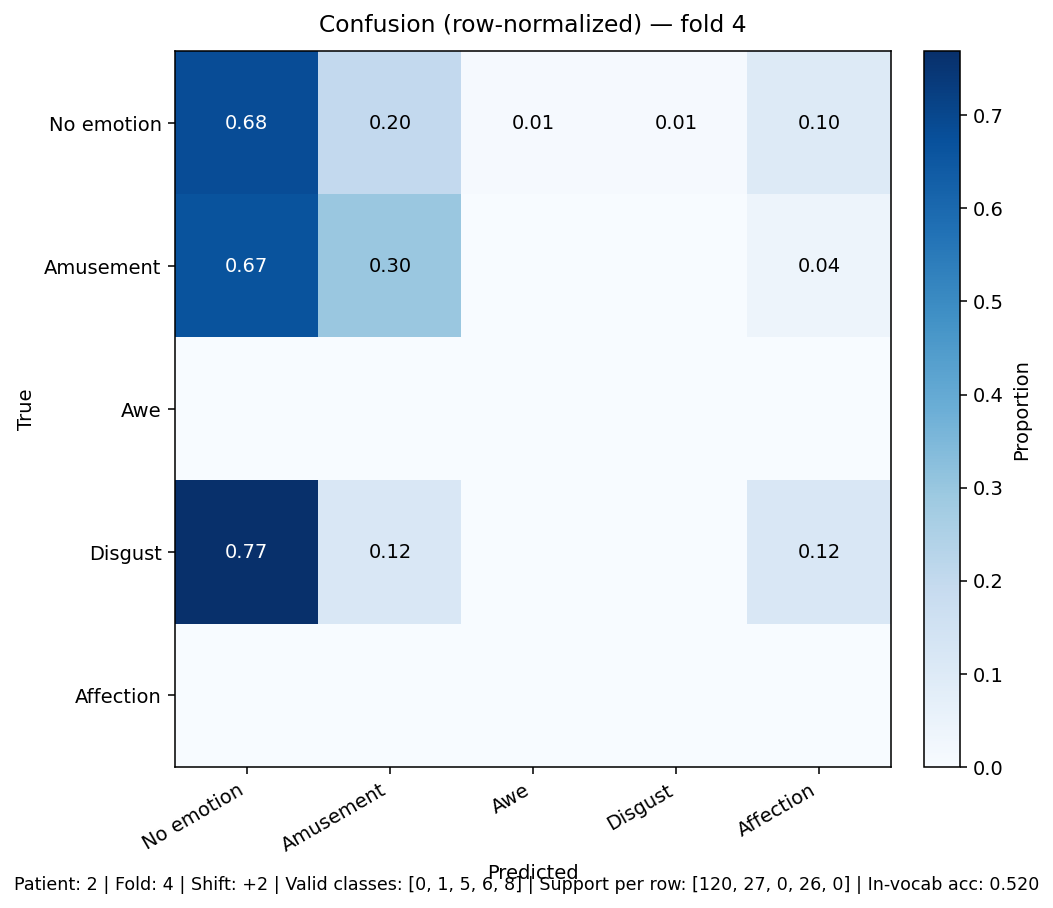 Confusion (row-normalized) — fold 4
No emotion 0.68 0.20 0.01 0.01 0.10
Amusement 0.67 0.30 0.04
Awe
Disgust 0.77 0.12 0.12
Affection
True
No emotion Amusement Awe Disgust Affection
Predicted
0.7
0.6
0.5
0.4
0.3
0.2
0.1
0.0
Proportion
Patient: 2 | Fold: 4 | Shift: +2 | Valid classes: [0, 1, 5, 6, 8] | Support per row: [120, 27, 0, 26, 0] | In-vocab acc: 0.520